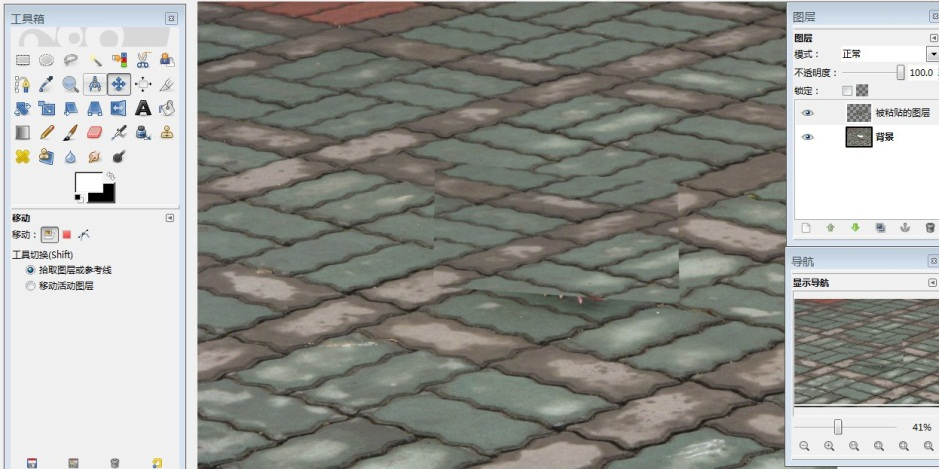 工具箱
移动
移动：
工具切换(Shift)
拾取图层或参考线
移动活动图层
图层
图层
模式： 正常
不透明度： 100.0
锁定：
被粘贴的图层
背景
导航
显示导航
41%